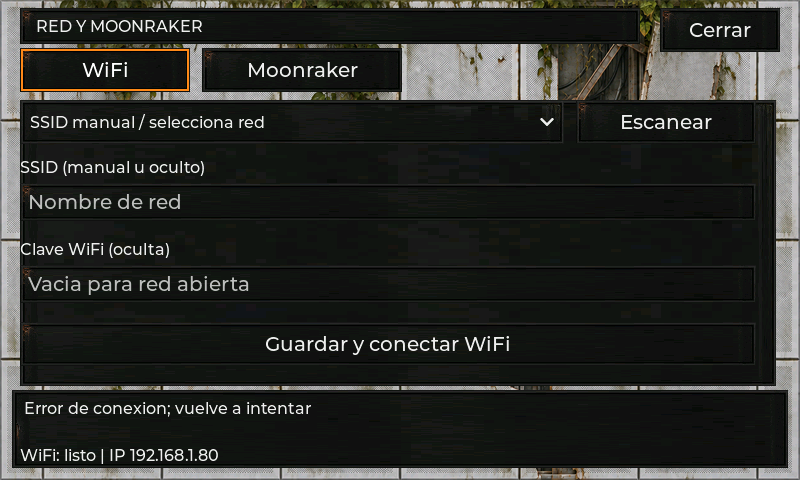 RED Y MOONRAKER
Cerrar
WiFi
Moonraker
SSID manual / selecciona red
Escanear
SSID (manual u oculto)
Nombre de red
Clave WiFi (oculta)
Vacia para red abierta
Guardar y conectar WiFi
Error de conexion; vuelve a intentar
WiFi: listo | IP 192.168.1.80